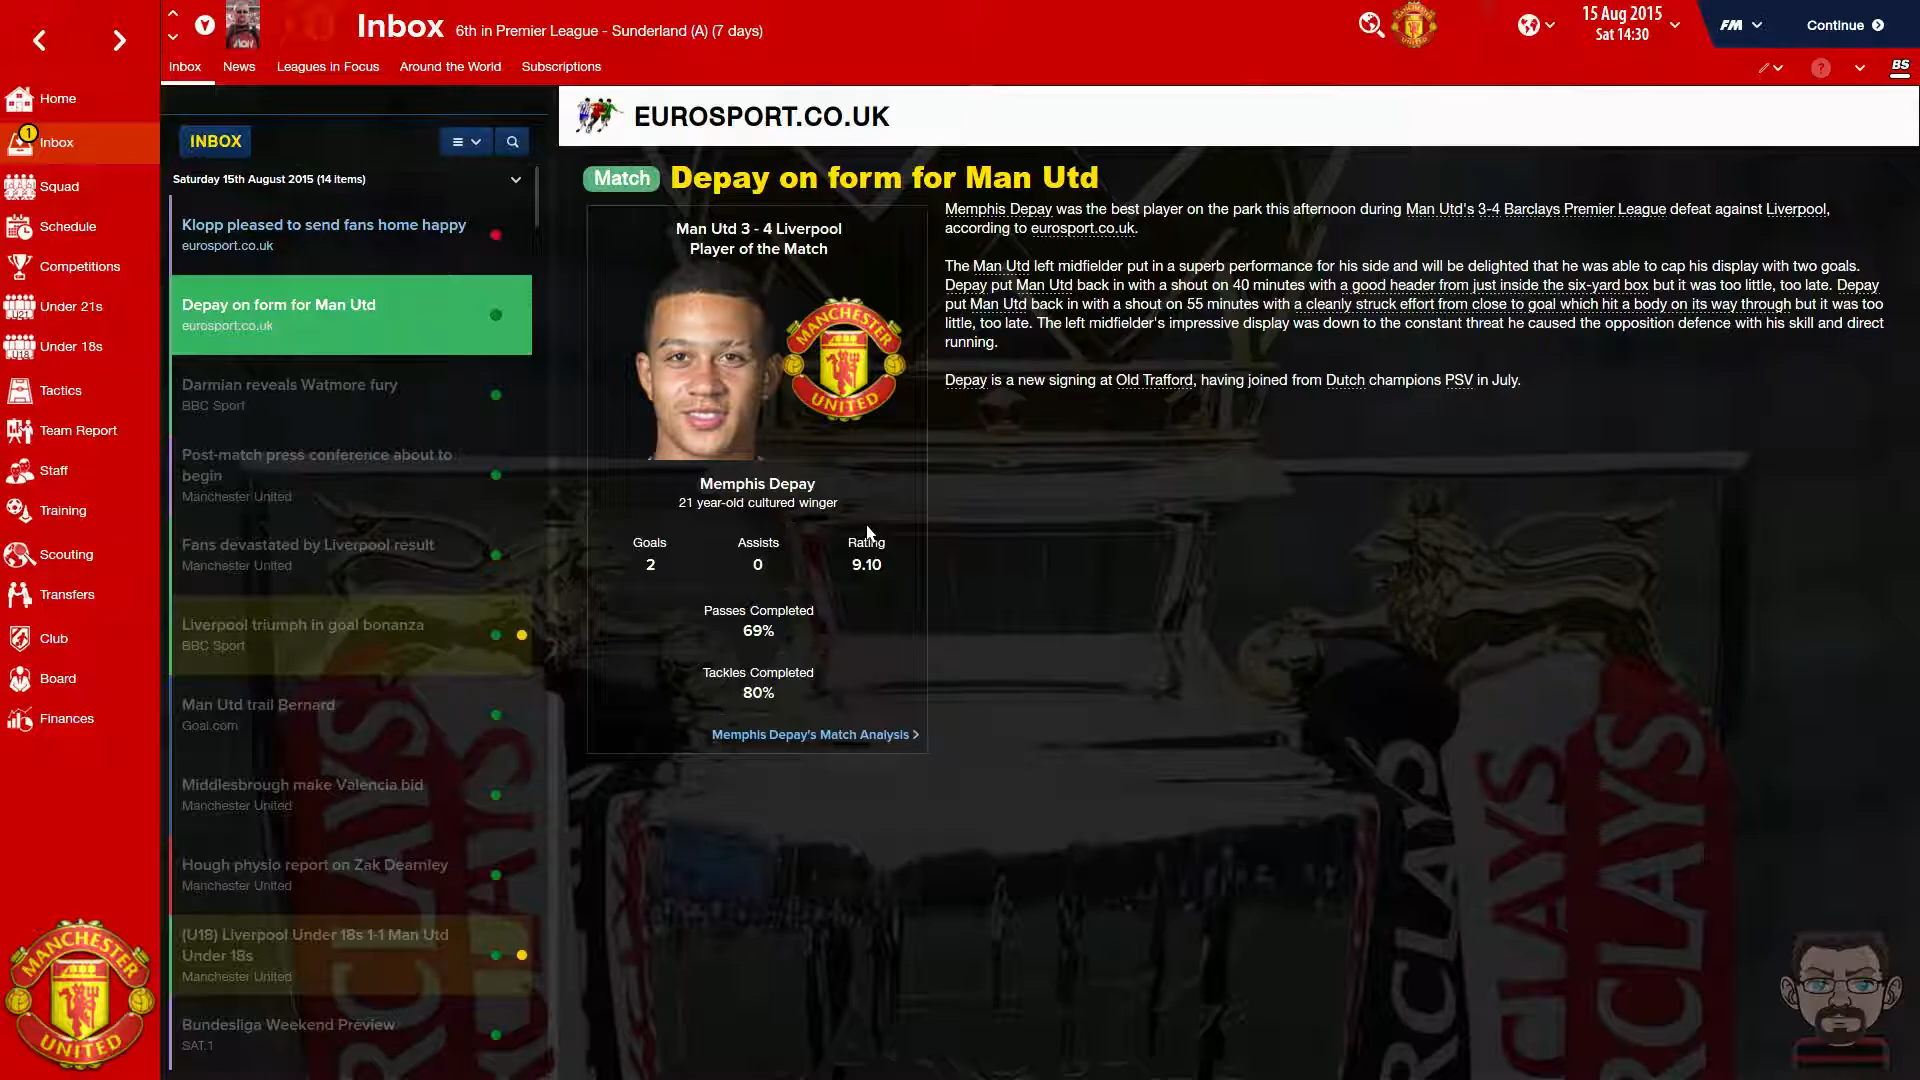 Inbox
6th in Premier League - Sunderland (A) (7 days)
15 Aug 2015
Sat 14:30
FM
Continue
Inbox
News
Leagues in Focus
Around the World
Subscriptions
?
BS
Home
1
Inbox
Squad
Schedule
Competitions
U21
Under 21s
U18
Under 18s
Tactics
Team Report
Staff
Training
Scouting
Transfers
Club
Board
Finances
MANCHESTER
UNITED
INBOX
Saturday 15th August 2015 (14 items)
Klopp pleased to send fans home happy
eurosport.co.uk
Depay on form for Man Utd
eurosport.co.uk
Darmian reveals Watmore fury
BBC Sport
Post-match press conference about to
begin
Manchester United
Fans devastated by Liverpool result
Manchester United
Liverpool triumph in goal bonanza
BBC Sport
Man Utd trail Bernard
Goal.com
Middlesbrough make Valencia bid
Manchester United
Hough physio report on Zak Dearnley
Manchester United
(U18) Liverpool Under 18s 1-1 Man Utd
Under 18s
Manchester United
Bundesliga Weekend Preview
SAT.1
EUROSPORT.CO.UK
Match
Depay on form for Man Utd
Man Utd 3 - 4 Liverpool
Player of the Match
MANCHESTER
UNITED
Memphis Depay
21 year-old cultured winger
Goals
Assists
Rating
2
0
9.10
Passes Completed
69%
Tackles Completed
80%
Memphis Depay's Match Analysis >
Memphis Depay was the best player on the park this afternoon during Man Utd's 3-4 Barclays Premier League defeat against Liverpool,
according to eurosport.co.uk.
The Man Utd left midfielder put in a superb performance for his side and will be delighted that he was able to cap his display with two goals.
Depay put Man Utd back in with a shout on 40 minutes with a good header from just inside the six-yard box but it was too little, too late. Depay
put Man Utd back in with a shout on 55 minutes with a cleanly struck effort from close to goal which hit a body on its way through but it was too
little, too late. The left midfielder's impressive display was down to the constant threat he caused the opposition defence with his skill and direct
running.
Depay is a new signing at Old Trafford, having joined from Dutch champions PSV in July.
BARCLAYS
BARCLAYS